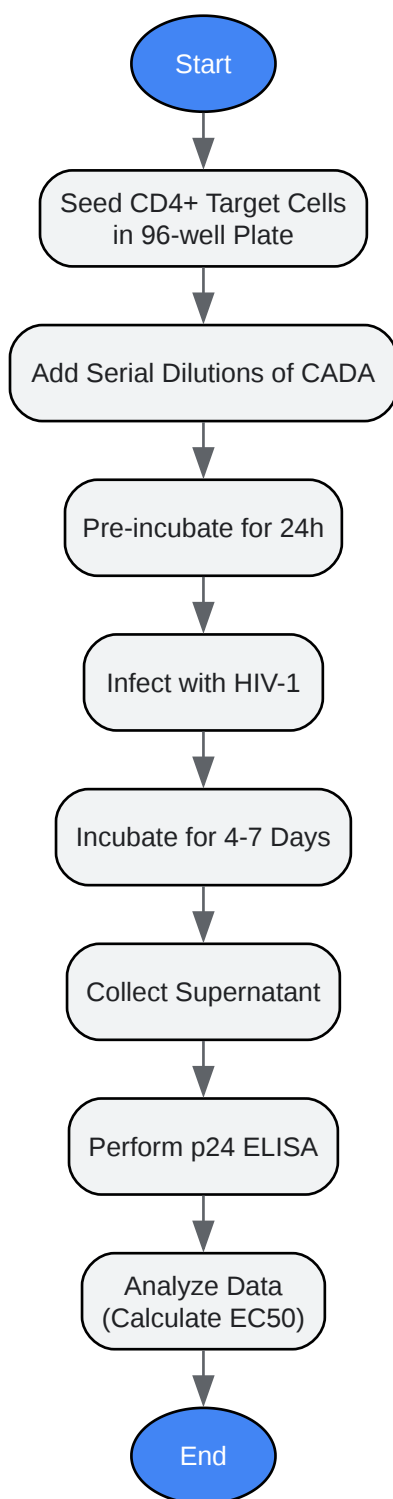 Start
Seed CD4+ Target Cells
in 96-well Plate
Add Serial Dilutions of CADA
Pre-incubate for 24h
Infect with HIV-1
Incubate for 4-7 Days
Collect Supernatant
Perform p24 ELISA
Analyze Data
(Calculate EC50)
End